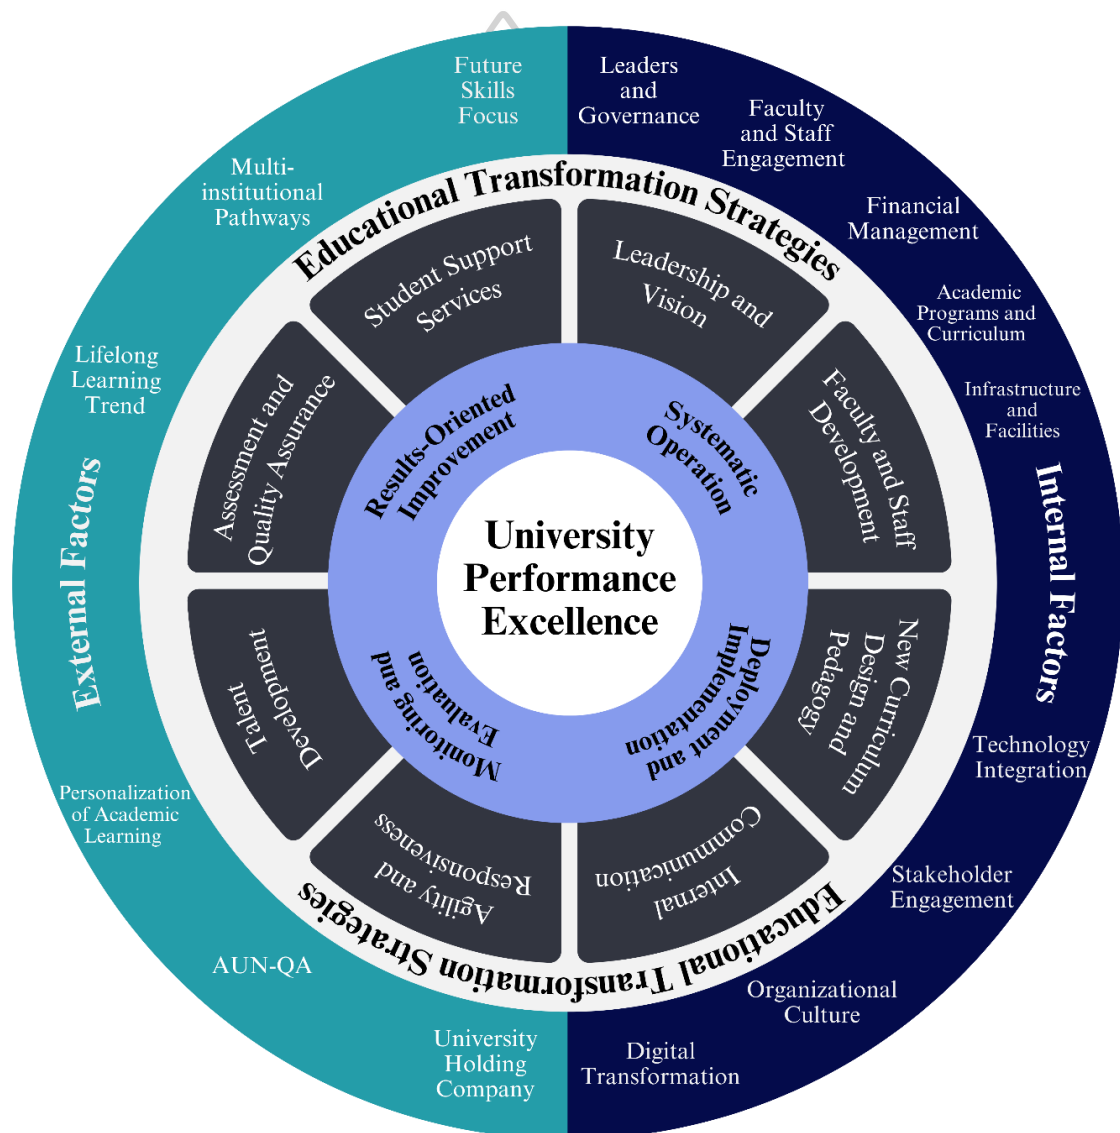 Future
Skills
Focus
Leaders
and
Governance
Faculty
and Staff
Engagement
Multi-
institutional
Pathways
Financial
Management
Academic
Programs and
Curriculum
Lifelong
Learning
Trend
Infrastructure
and
Facilities
External Factors
Internal Factors
Personalization
of Academic
Learning
Technology
Integration
Stakeholder
Engagement
AUN-QA
Organizational
Culture
University
Holding
Company
Digital
Transformation
Educational Transformation Strategies
Student Support
Services
Leadership and
Vision
Assessment and
Quality Assurance
Faculty and Staff
Development
Talent
Development
New Curriculum
Design and
Pedagogy
Agility and
Responsiveness
Internal
Communication
Educational Transformation Strategies
Results-Oriented
Improvement
Systematic
Operation
Monitoring and
Evaluation
Deployment and
Implementation
University
Performance
Excellence